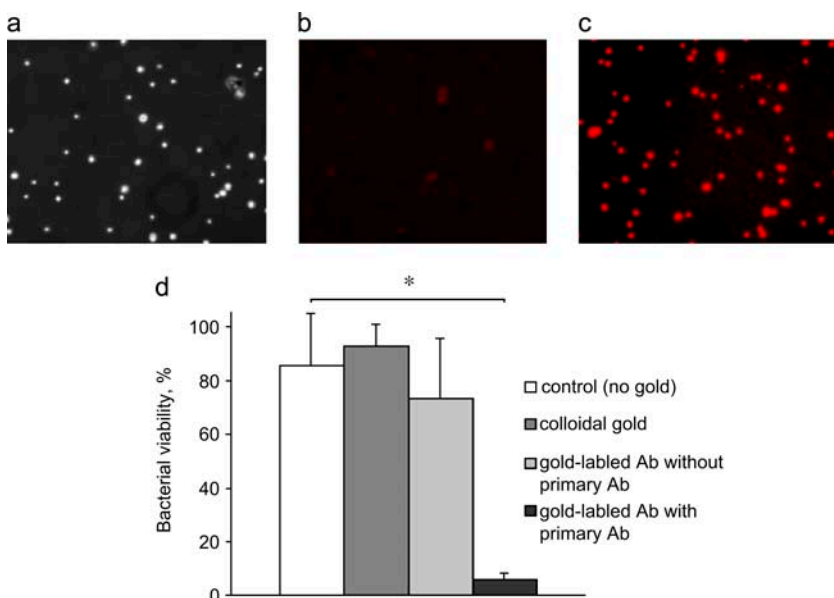 a
b
c
d
*
Bacterial viability, %
100
80
60
40
20
0
control (no gold)
colloidal gold
gold-labled Ab without
primary Ab
gold-labled Ab with
primary Ab